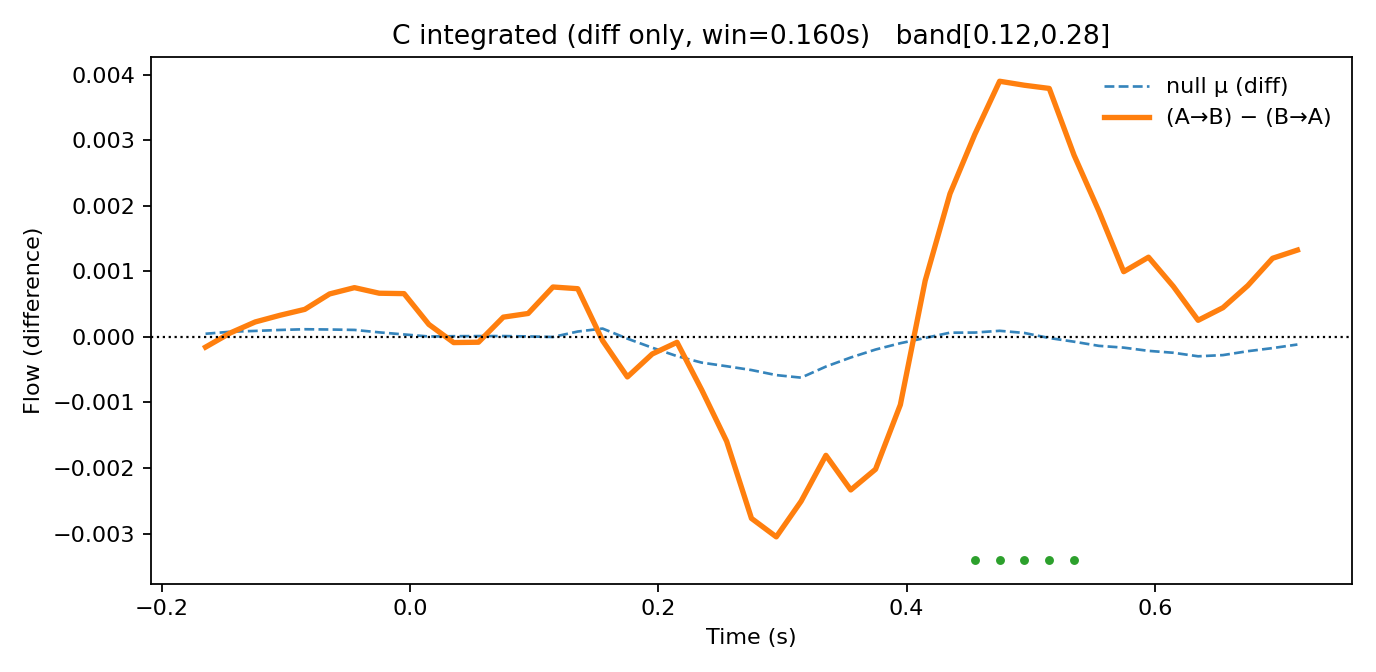 C integrated (diff only, win=0.160s)   band[0.12,0.28]
null μ (diff)
(A→B) − (B→A)
Flow (difference)
0.004
0.003
0.002
0.001
0.000
−0.001
−0.002
−0.003
−0.2
0.0
0.2
0.4
0.6
Time (s)